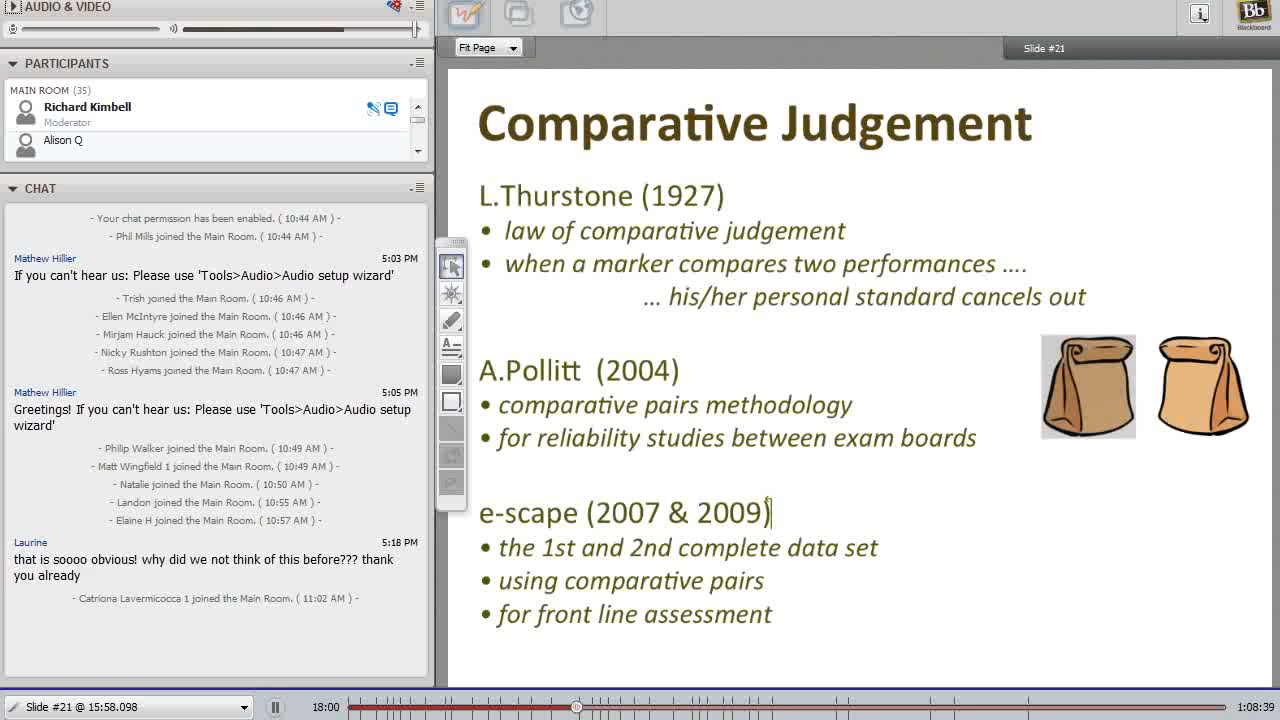 AUDIO & VIDEO
PARTICIPANTS
MAIN ROOM (35)
Richard Kimbell
Moderator
Alison Q
CHAT
- Your chat permssion has been enabled. ( 10:44 AM ) -
- Phil Mills joined the Main Room. ( 10:44 AM ) -
Mathew Hillier 5:03 PM
If you can't hear us: Please use 'Tools>Audio>Audio setup wizard'
- Trish joined the Main Room. ( 10:46 AM ) -
- Ellen McIntyre joined the Main Room. ( 10:46 AM ) -
- Mirjam Hauck joined the Main Room. ( 10:46 AM ) -
- Nicky Rushton joined the Main Room. ( 10:47 AM ) -
- Ross Hyams joined the Main Room. ( 10:47 AM ) -
Mathew Hillier 5:05 PM
Greetings! If you can't hear us: Please use 'Tools>Audio>Audio setup
wizard'
- Philip Walker joined the Main Room. ( 10:49 AM ) -
- Matt Wingfield 1 joined the Main Room. ( 10:49 AM ) -
- Natalie joined the Main Room. ( 10:50 AM ) -
- Landon joined the Main Room. ( 10:55 AM ) -
- Elaine H joined the Main Room. ( 10:57 AM ) -
Laurine 5:18 PM
that is soooo obvious! why did we not think of this before??? thank
you already
- Catriona Lavermicocca 1 joined the Main Room. ( 11:02 AM ) -
Slide #21 @ 15:58.098
18:00
1:08:39
Fit Page
Slide #21
Bb
Blackboard
Comparative Judgement
L.Thurstone (1927)
• law of comparative judgement
• when a marker compares two performances ....
... his/her personal standard cancels out
A.Pollitt (2004)
• comparative pairs methodology
• for reliability studies between exam boards
e-scape (2007 & 2009)
• the 1st and 2nd complete data set
• using comparative pairs
• for front line assessment